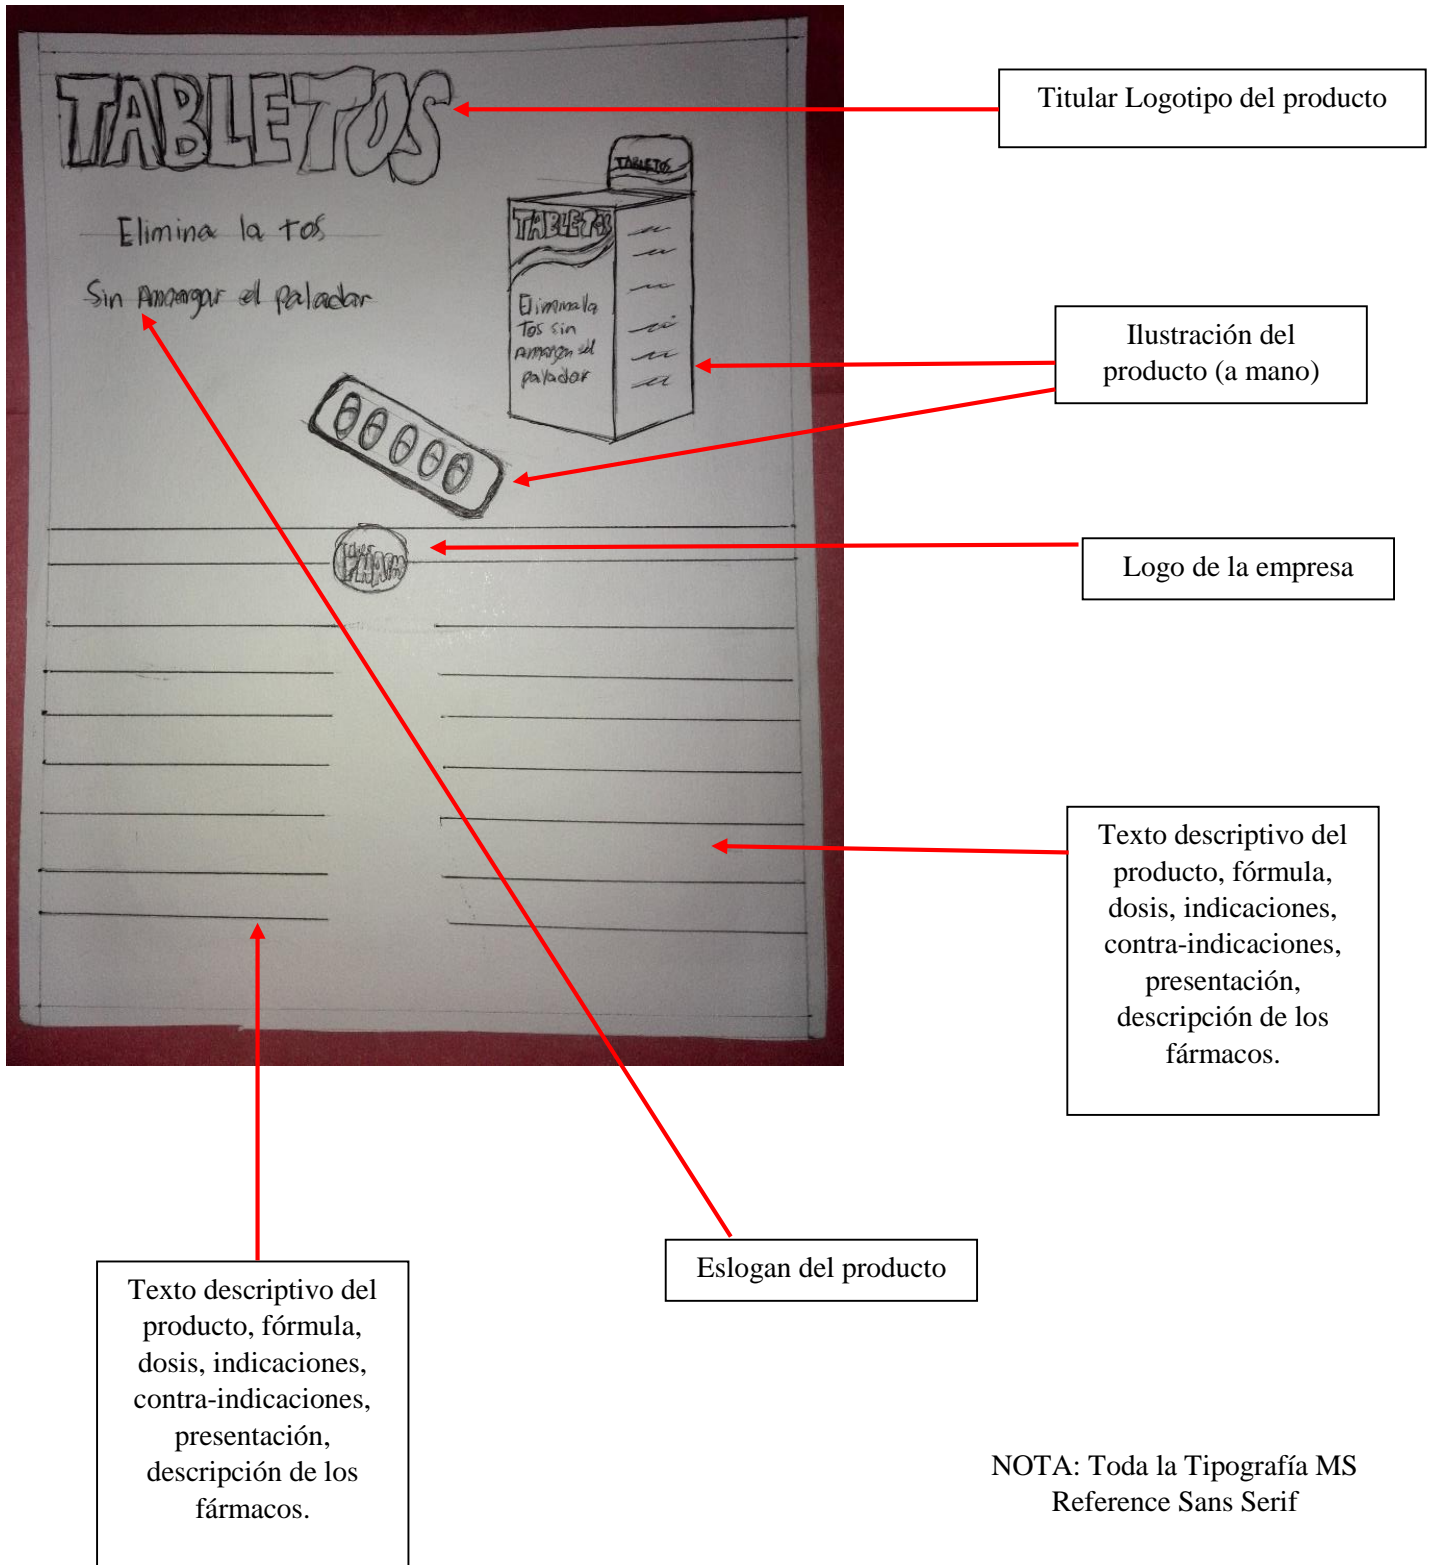 TABLETOS
Titular Logotipo del producto
TABLETOS
TABLETOS
Elimina la tos
Sin Amargar el Paladar
Elimina la
Tos sin
Amargar el
paladar
Ilustración del
producto (a mano)
Logo de la empresa
Texto descriptivo del
producto, fórmula,
dosis, indicaciones,
contra-indicaciones,
presentación,
descripción de los
fármacos.
Eslogan del producto
Texto descriptivo del
producto, fórmula,
dosis, indicaciones,
contra-indicaciones,
presentación,
descripción de los
fármacos.
NOTA: Toda la Tipografía MS
Reference Sans Serif